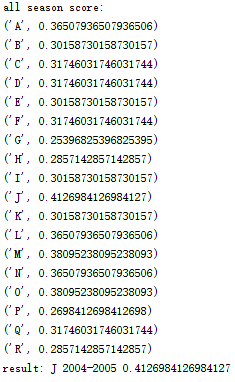 all season score:
('A', 0.36507936507936506)
('B', 0.30158730158730157)
('C', 0.31746031746031744)
('D', 0.31746031746031744)
('E', 0.30158730158730157)
('F', 0.31746031746031744)
('G', 0.25396825396825395)
('H', 0.2857142857142857)
('I', 0.30158730158730157)
('J', 0.4126984126984127)
('K', 0.30158730158730157)
('L', 0.36507936507936506)
('M', 0.38095238095238093)
('N', 0.36507936507936506)
('O', 0.38095238095238093)
('P', 0.2698412698412698)
('Q', 0.31746031746031744)
('R', 0.2857142857142857)
result: J 2004-2005 0.4126984126984127